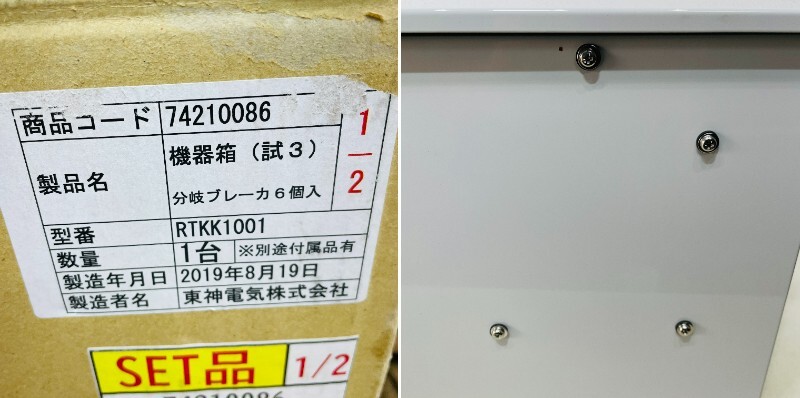 商品コード 74210086
製品名 機器箱（試３） 1/2
分岐ブレーカ６個入
型番 RTKK1001
数量 1台 ※別途付属品有
製造年月日 2019年8月19日
製造者名 東神電気株式会社
SET品 1/2
74210086